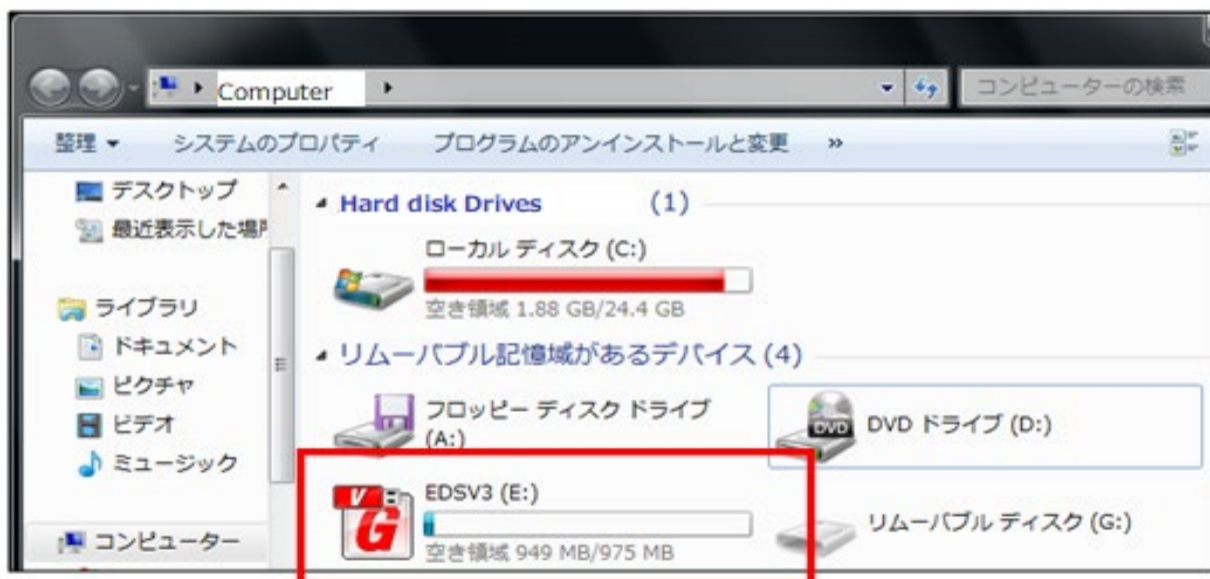 Computer
コンピューターの検索
整理 システムのプロパティ プログラムのアンインストールと変更 »
デスクトップ
最近表示した場所
ライブラリ
ドキュメント
ピクチャ
ビデオ
ミュージック
コンピューター
Hard disk Drives (1)
ローカル ディスク (C:)
空き領域 1.88 GB/24.4 GB
リムーバブル記憶域があるデバイス (4)
フロッピー ディスク ドライブ
(A:)
DVD
DVD ドライブ (D:)
V
G
EDSV3 (E:)
空き領域 949 MB/975 MB
リムーバブル ディスク (G:)